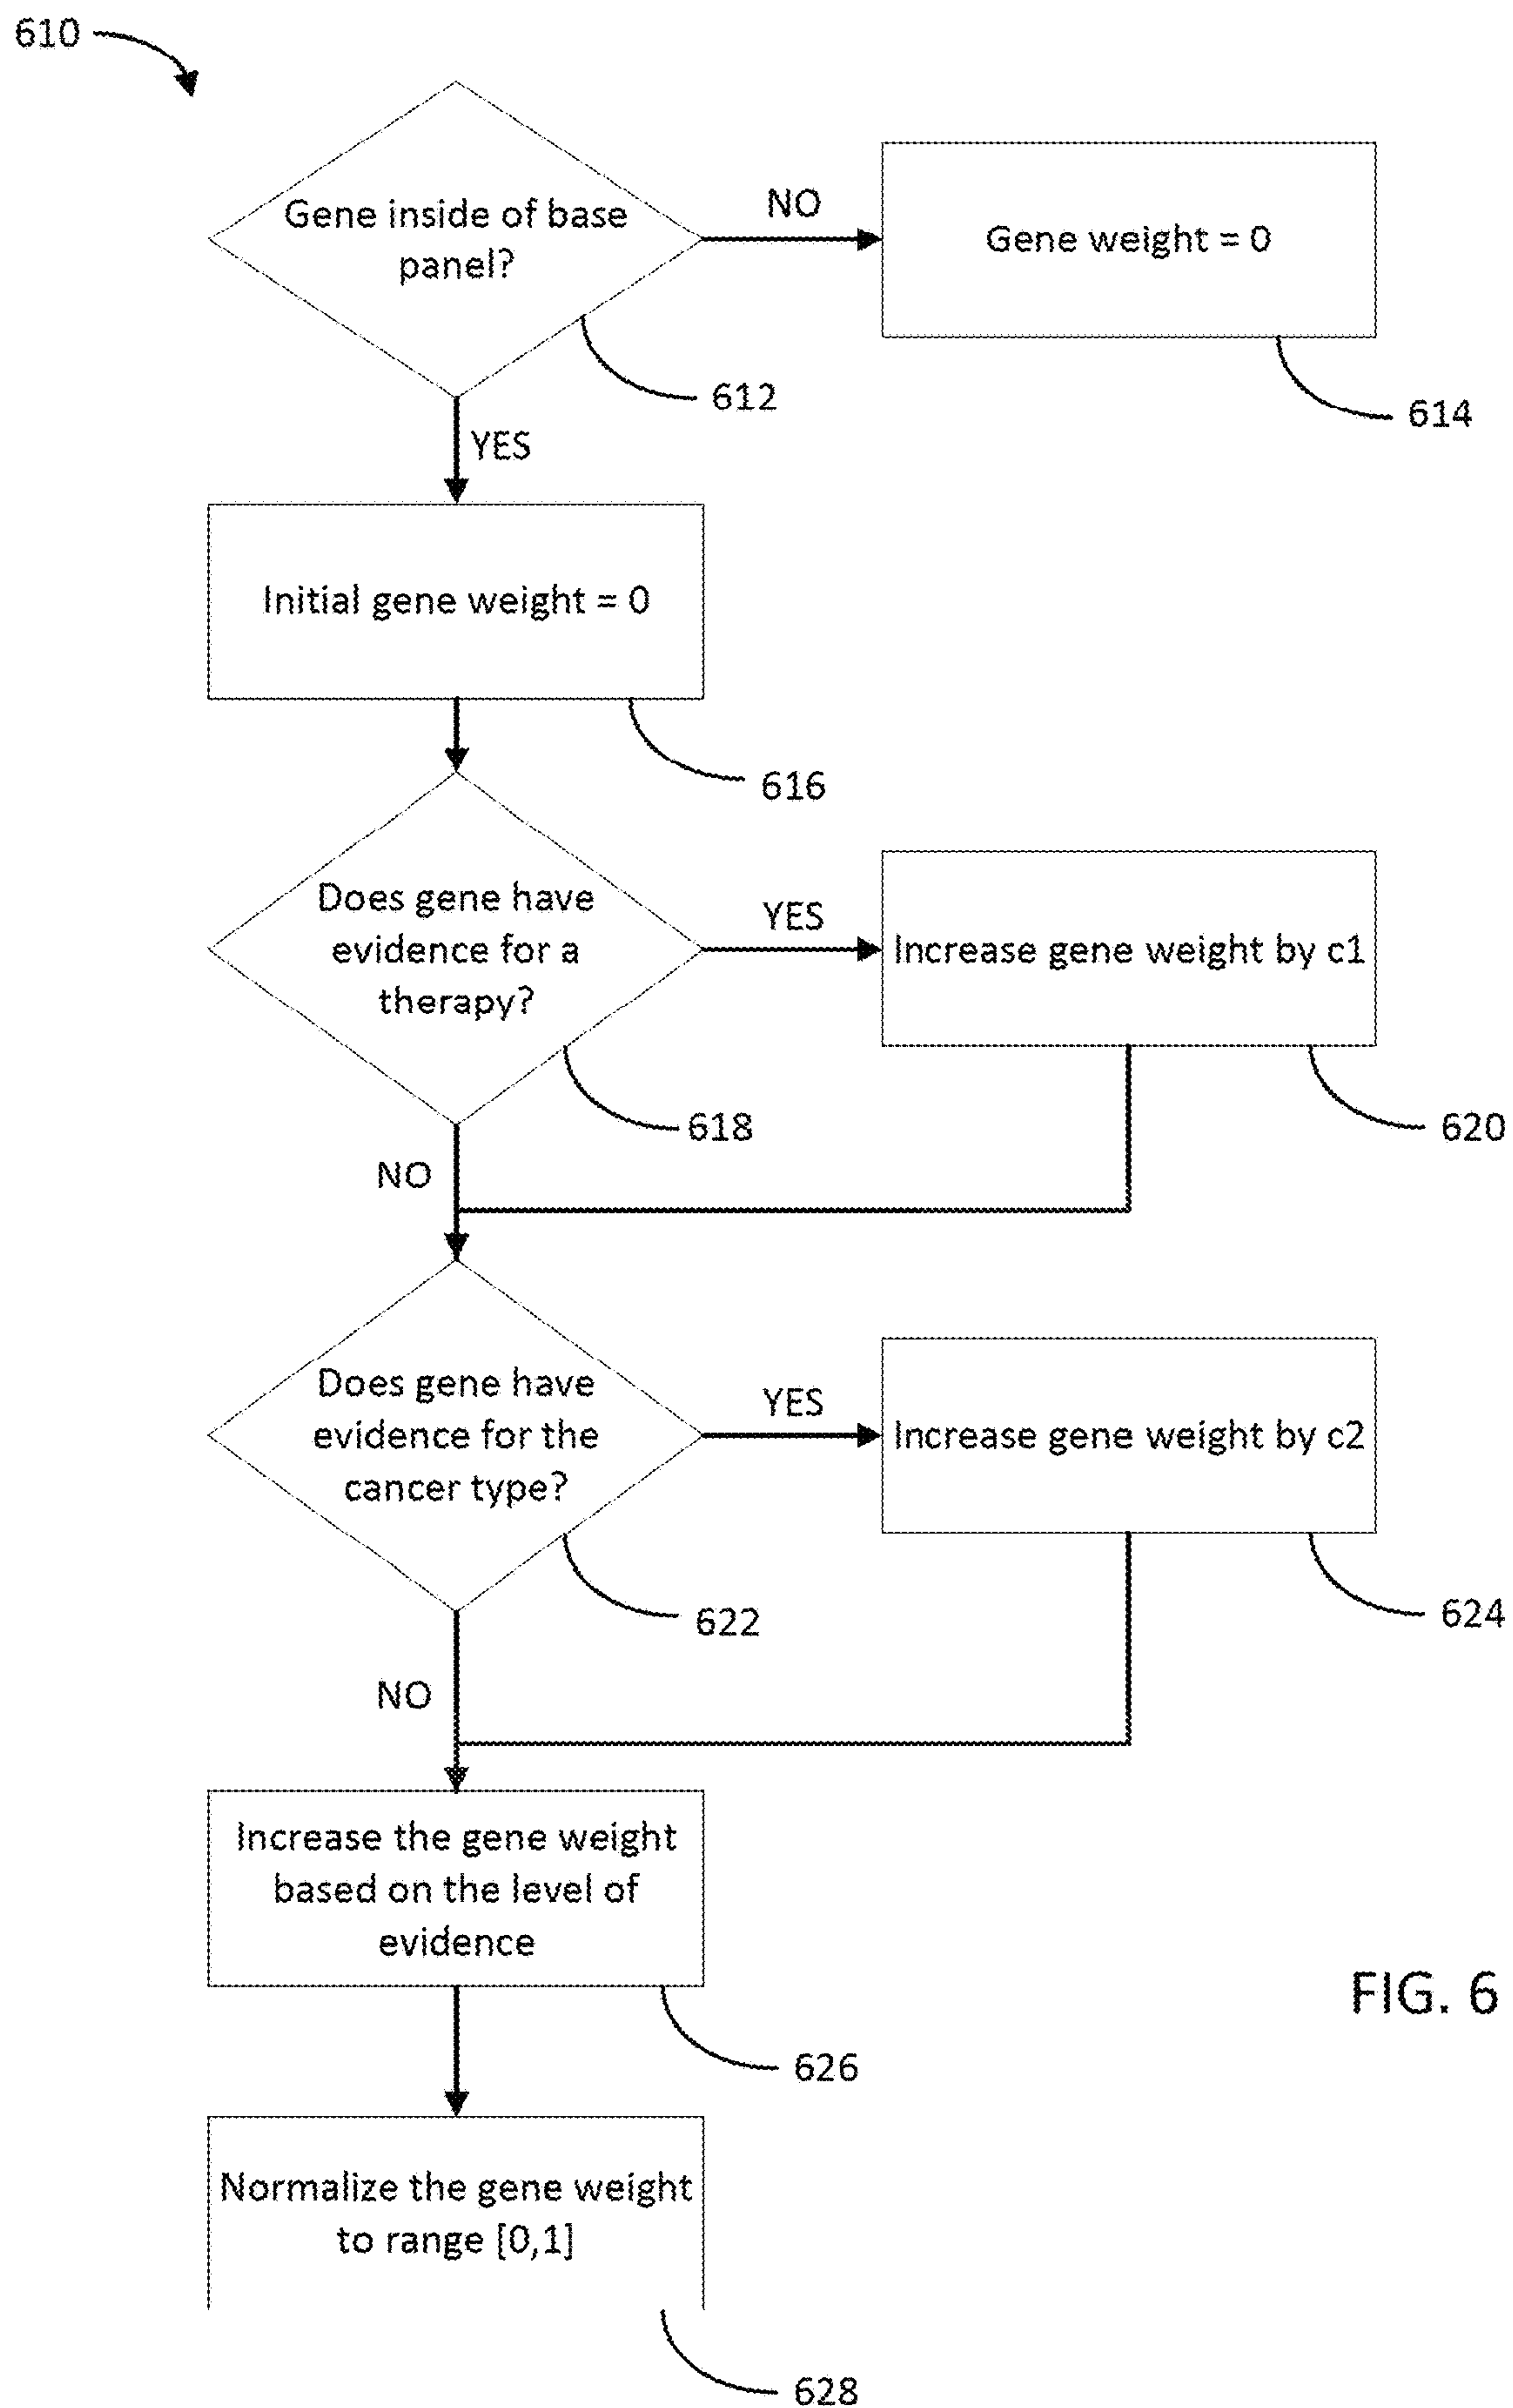 610
Gene inside of base
panel?
NO
Gene weight = 0
612
614
YES
Initial gene weight = 0
616
Does gene have
evidence for a
therapy?
YES
Increase gene weight by c1
618
620
NO
Does gene have
evidence for the
cancer type?
YES
Increase gene weight by c2
622
624
NO
Increase the gene weight
based on the level of
evidence
FIG. 6
626
Normalize the gene weight
to range [0,1]
628